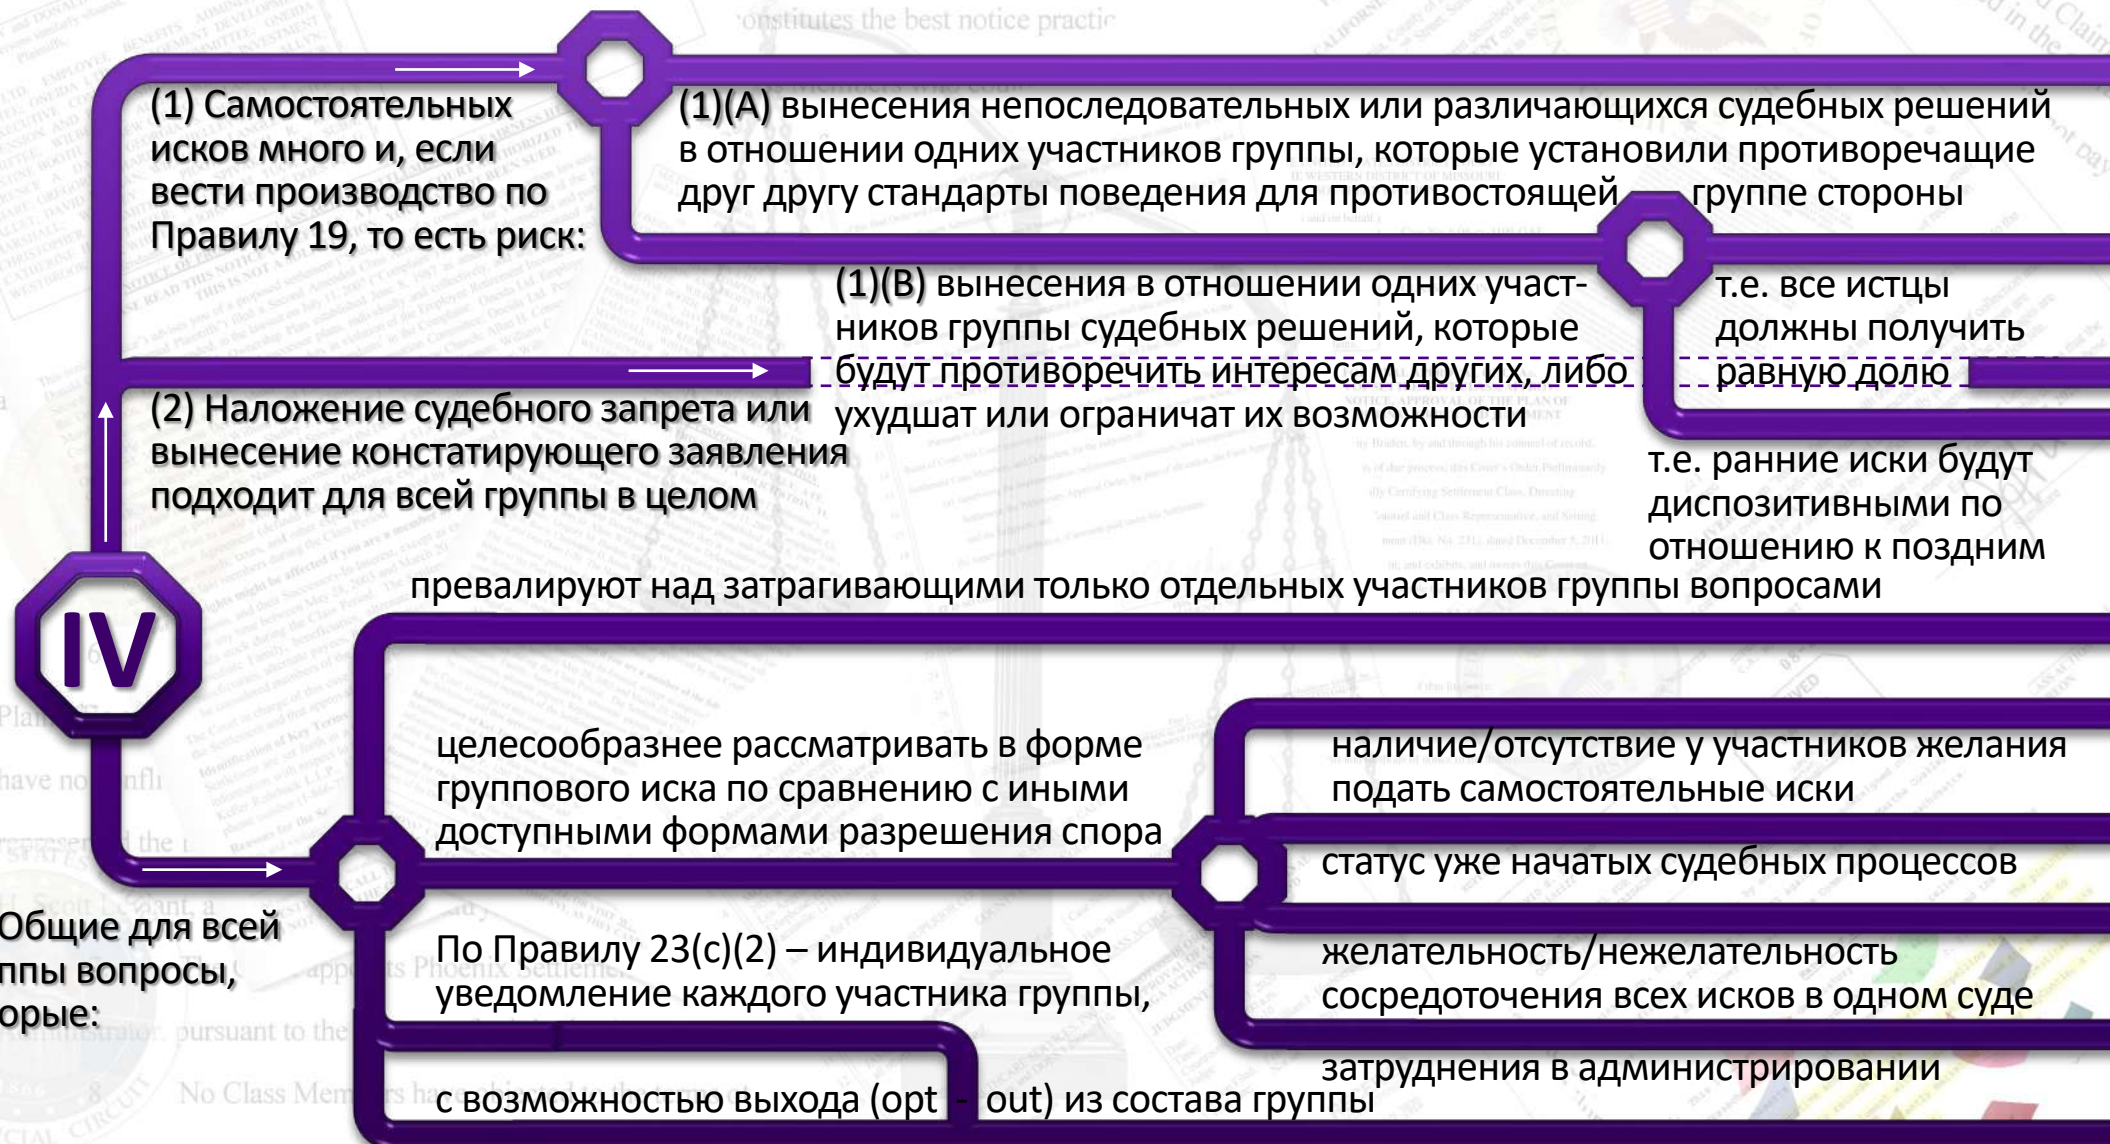 (1) Самостоятельных
исков много и, если
вести производство по
Правилу 19, то есть риск:
(1)(A) вынесения непоследовательных или различающихся судебных решений
в отношении одних участников группы, которые установили противоречащие
друг другу стандарты поведения для противостоящей группе стороны
(1)(B) вынесения в отношении одних участ-
ников группы судебных решений, которые
будут противоречить интересам других, либо
ухудшат или ограничат их возможности
т.е. все истцы
должны получить
равную долю
т.е. ранние иски будут
диспозитивными по
отношению к поздним
(2) Наложение судебного запрета или
вынесение констатирующего заявления
подходит для всей группы в целом
IV
Общие для всей
ппы вопросы,
орые:
превалируют над затрагивающими только отдельных участников группы вопросами
целесообразнее рассматривать в форме
группового иска по сравнению с иными
доступными формами разрешения спора
наличие/отсутствие у участников желания
подать самостоятельные иски
статус уже начатых судебных процессов
желательность/нежелательность
сосредоточения всех исков в одном суде
затруднения в администрировании
По Правилу 23(c)(2) – индивидуальное
уведомление каждого участника группы,
с возможностью выхода (opt - out) из состава группы